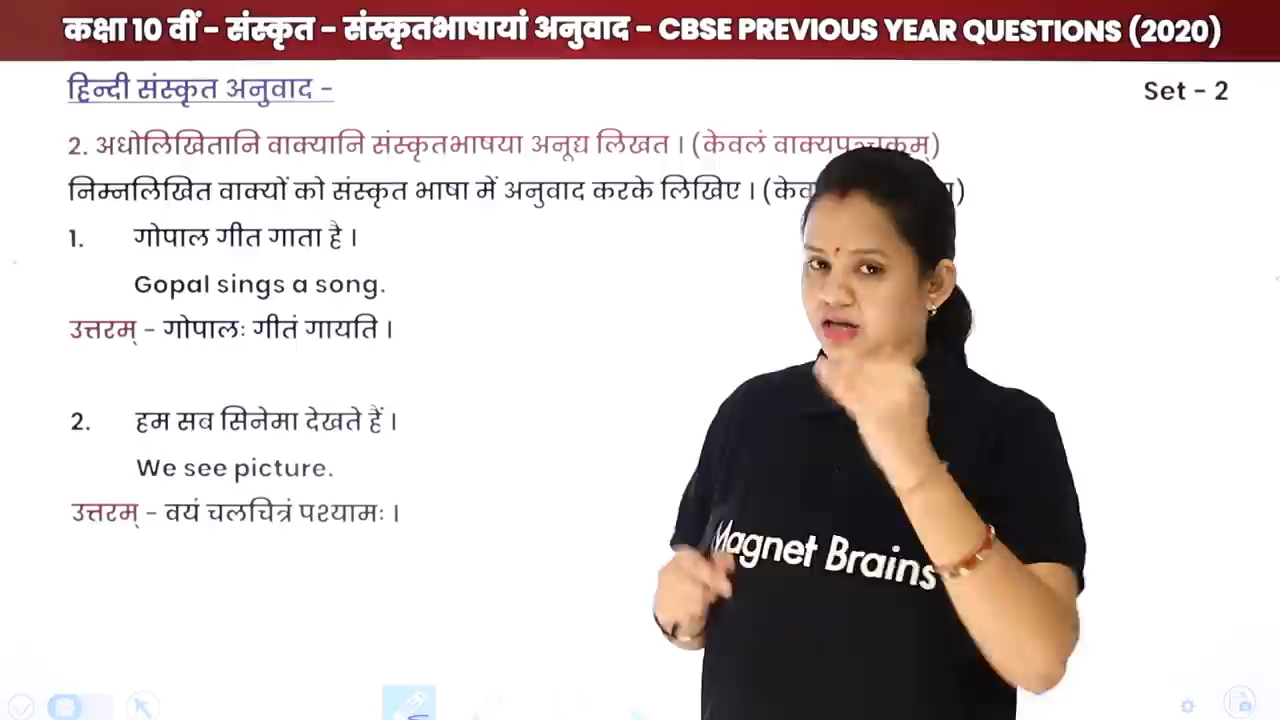 कक्षा 10 वीं - संस्कृत - संस्कृतभाषायां अनुवाद - CBSE PREVIOUS YEAR QUESTIONS (2020)
हिन्दी संस्कृत अनुवाद -
Set - 2
2. अधोलिखितानि वाक्यानि संस्कृतभाषया अनूद्य लिखत । (केवलं वाक्यपञ्चकम्)
निम्नलिखित वाक्यों को संस्कृत भाषा में अनुवाद करके लिखिए ।
1. गोपाल गीत गाता है ।
Gopal sings a song.
उत्तरम् - गोपालः गीतं गायति ।
2. हम सब सिनेमा देखते हैं ।
We see picture.
उत्तरम् - वयं चलचित्रं पश्यामः ।
Magnet Brains